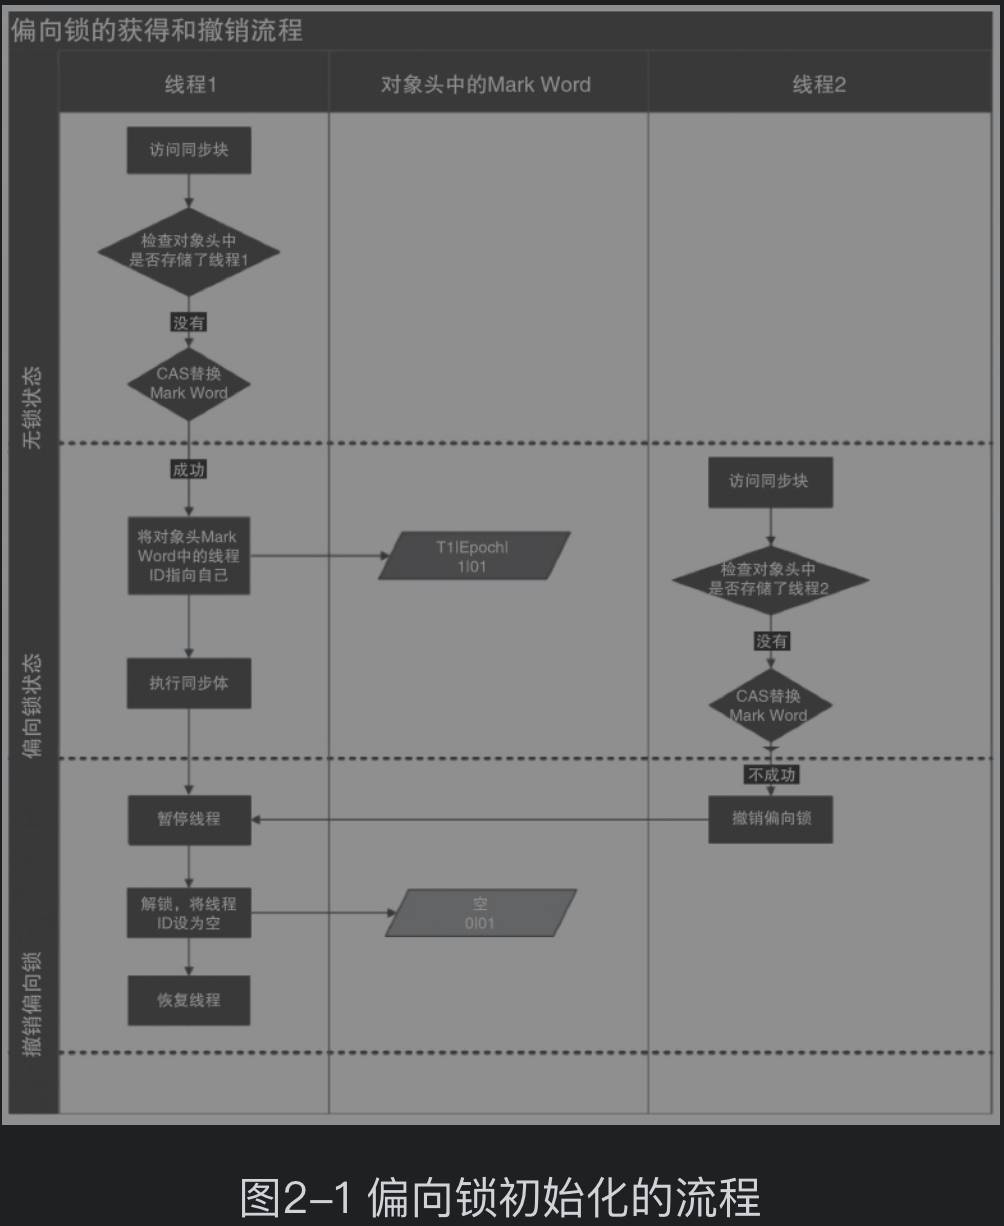 偏向锁的获得和撤销流程
线程1
对象头中的Mark Word
线程2
无锁状态
访问同步块
检查对象头中
是否存储了线程1
没有
CAS替换
Mark Word
偏向锁状态
成功
将对象头Mark
Word中的线程
ID指向自己
T1|Epoch|
1|01
执行同步体
访问同步块
检查对象头中
是否存储了线程2
没有
CAS替换
Mark Word
撤销偏向锁
不成功
撤销偏向锁
暂停线程
解锁，将线程
ID设为空
空
0|01
恢复线程
图2-1 偏向锁初始化的流程